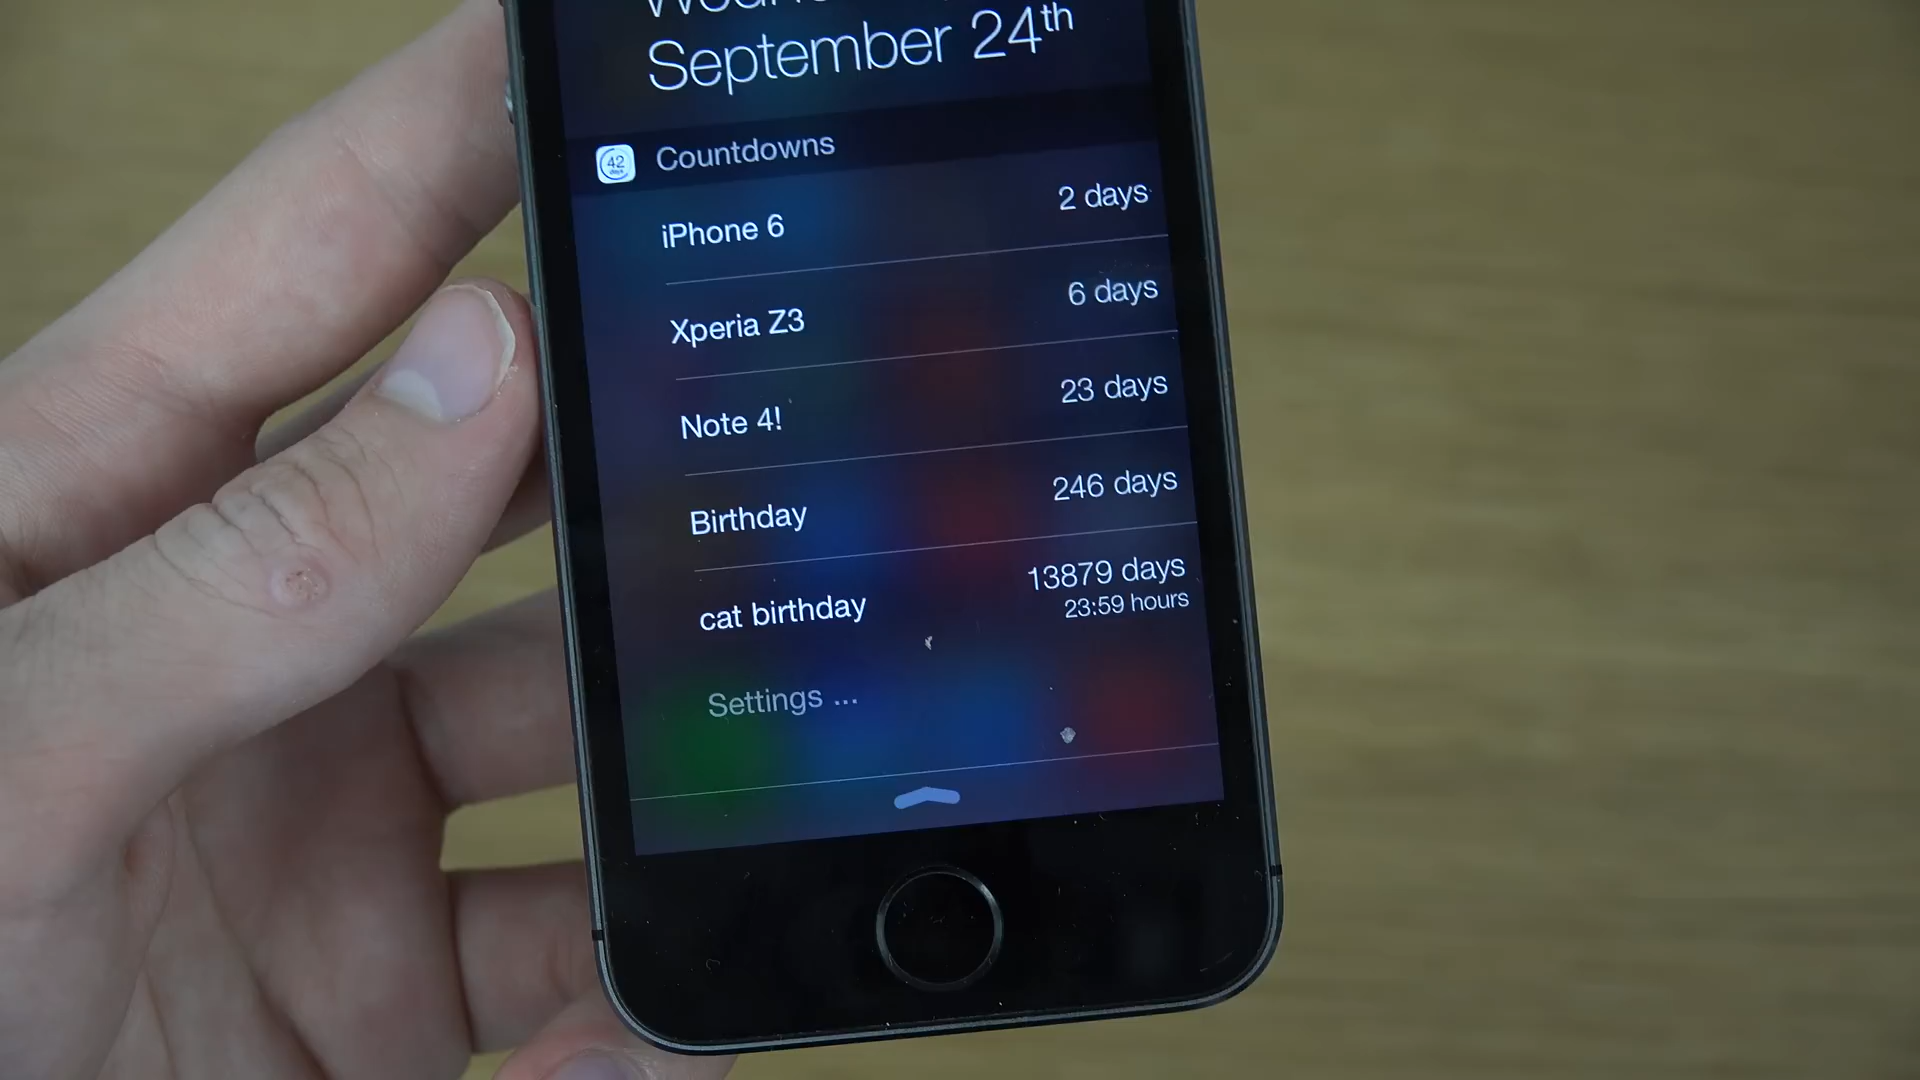 September 24th
42 days
Countdowns
iPhone 6 2 days
Xperia Z3 6 days
Note 4! 23 days
Birthday 246 days
cat birthday 13879 days
23:59 hours
Settings ...